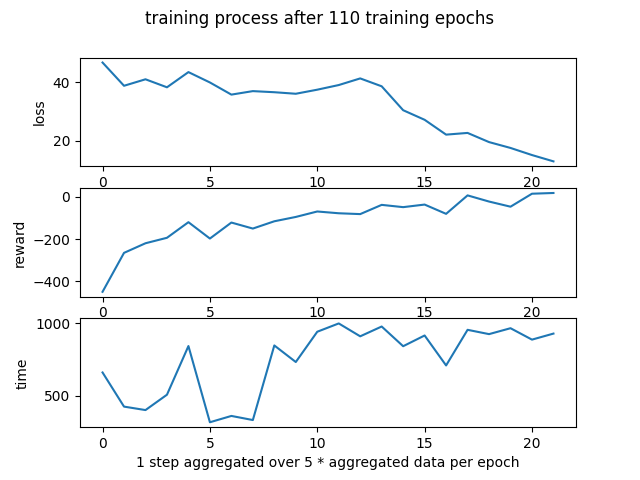 training process after 110 training epochs
40
20
loss
0 5 10 15 20
0
−200
−400
reward
0 5 10 15 20
1000
500
time
0 5 10 15 20
1 step aggregated over 5 * aggregated data per epoch